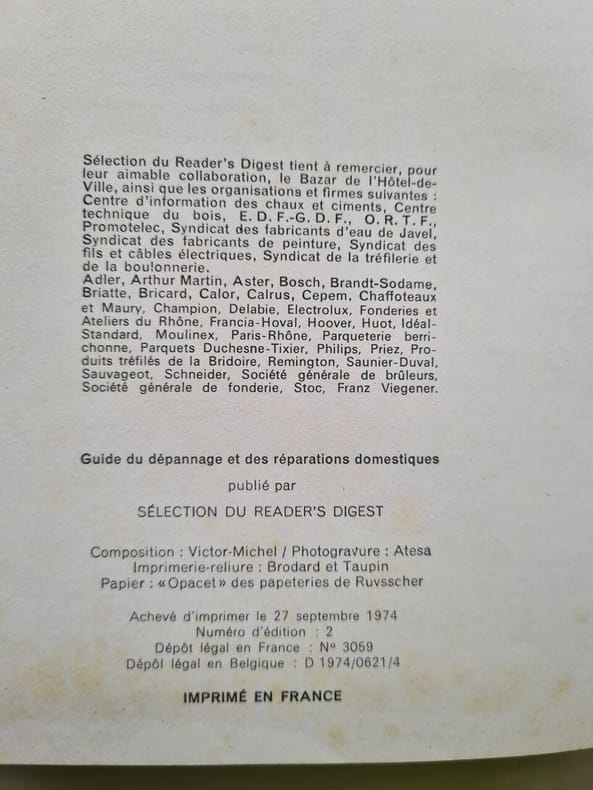 Sélection du Reader's Digest tient à remercier, pour
leur aimable collaboration, le Bazar de l'Hôtel-de-
Ville, ainsi que les organisations et firmes suivantes :
Centre d'information des chaux et ciments, Centre
technique du bois, E. D. F.-G. D. F., O. R. T. F.,
Promotelec, Syndicat des fabricants d'eau de Javel,
Syndicat des fabricants de peinture, Syndicat des
fils et câbles électriques, Syndicat de la tréfilerie et
de la boulonnerie.
Adler, Arthur Martin, Aster, Bosch, Brandt-Sodame,
Briatte, Bricard, Calor, Calrus, Cepem, Chaffoteaux
et Maury, Champion, Delabie, Electrolux, Fonderies et
Ateliers du Rhône, Francia-Hoval, Hoover, Huot, Idéal-
Standard, Moulinex, Paris-Rhône, Parqueterie berri-
chonne, Parquets Duchesne-Tixier, Philips, Priez, Pro-
duits tréfilés de la Bridoire, Remington, Saunier-Duval,
Sauvageot, Schneider, Société générale de brûleurs,
Société générale de fonderie, Stoc, Franz Viegener.
Guide du dépannage et des réparations domestiques
publié par
SÉLECTION DU READER'S DIGEST
Composition : Victor-Michel / Photogravure : Atesa
Imprimerie-reliure : Brodard et Taupin
Papier : «Opacet» des papeteries de Ruysscher
Achevé d'imprimer le 27 septembre 1974
Numéro d'édition : 2
Dépôt légal en France : Nº 3059
Dépôl légal en Belgique : D 1974/0621/4
IMPRIMÉ EN FRANCE